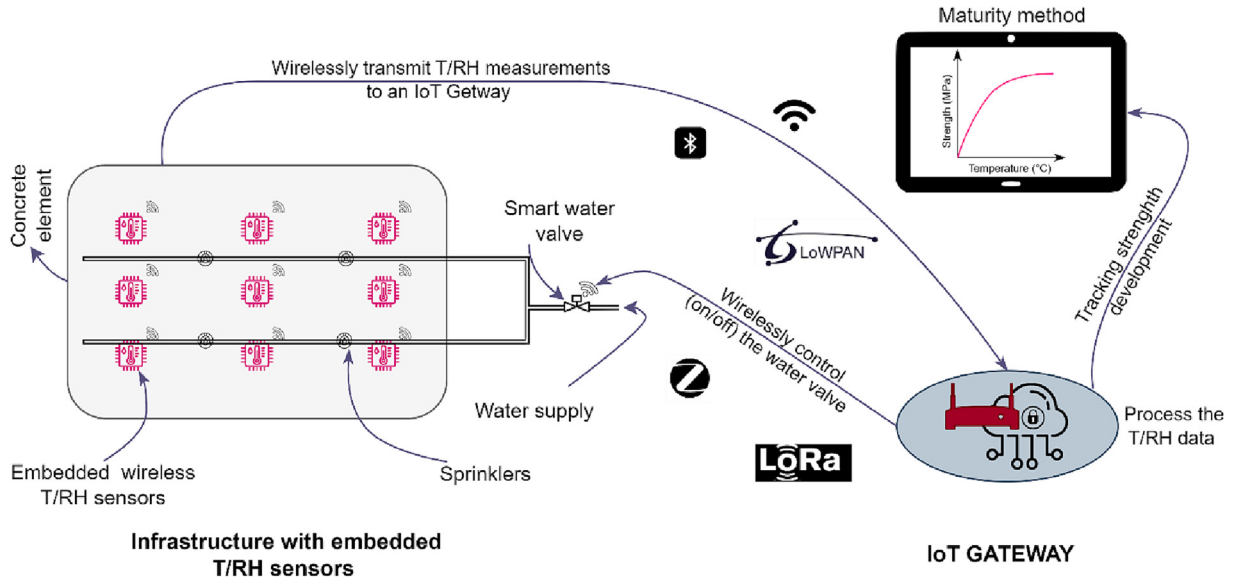 Maturity method
Wirelessly transmit T/RH measurements
to an IoT Getway
Strength (MPa)
Temperature (°C)
Concrete
element
Smart water
valve
LoWPAN
Tracking strenghth
development
Wirelessly control
(on/off) the water valve
Water supply
Process the
T/RH data
LoRa
Embedded wireless
T/RH sensors
Sprinklers
Infrastructure with embedded
T/RH sensors
IoT GATEWAY